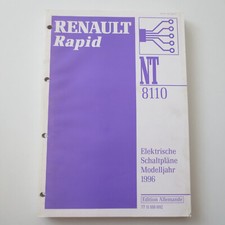 RENAULT
Rapid
NT
8110
Elektrische
Schaltpläne
Modelljahr
1996
Edition Allemande